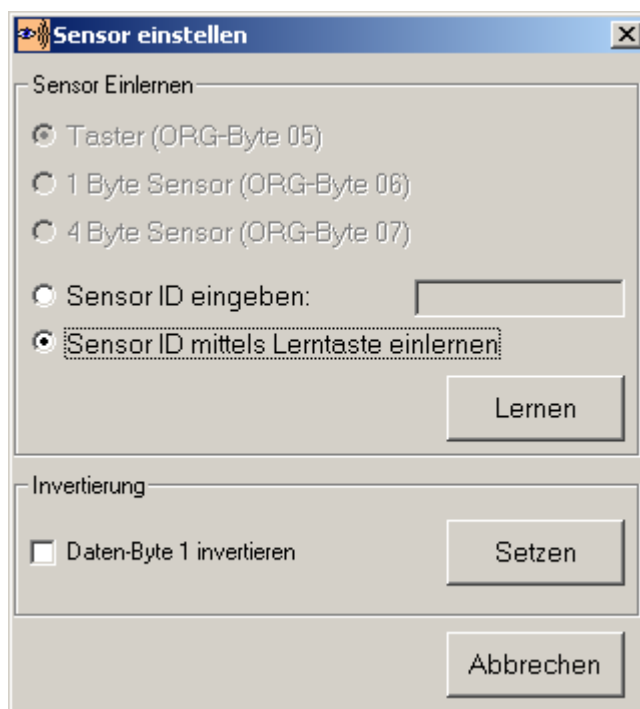 Sensor einstellen
Sensor Einlernen
Taster (ORG-Byte 05)
1 Byte Sensor (ORG-Byte 06)
4 Byte Sensor (ORG-Byte 07)
Sensor ID eingeben:
Sensor ID mittels Lerntaste einlernen
Lernen
Invertierung
Daten-Byte 1 invertieren
Setzen
Abbrechen